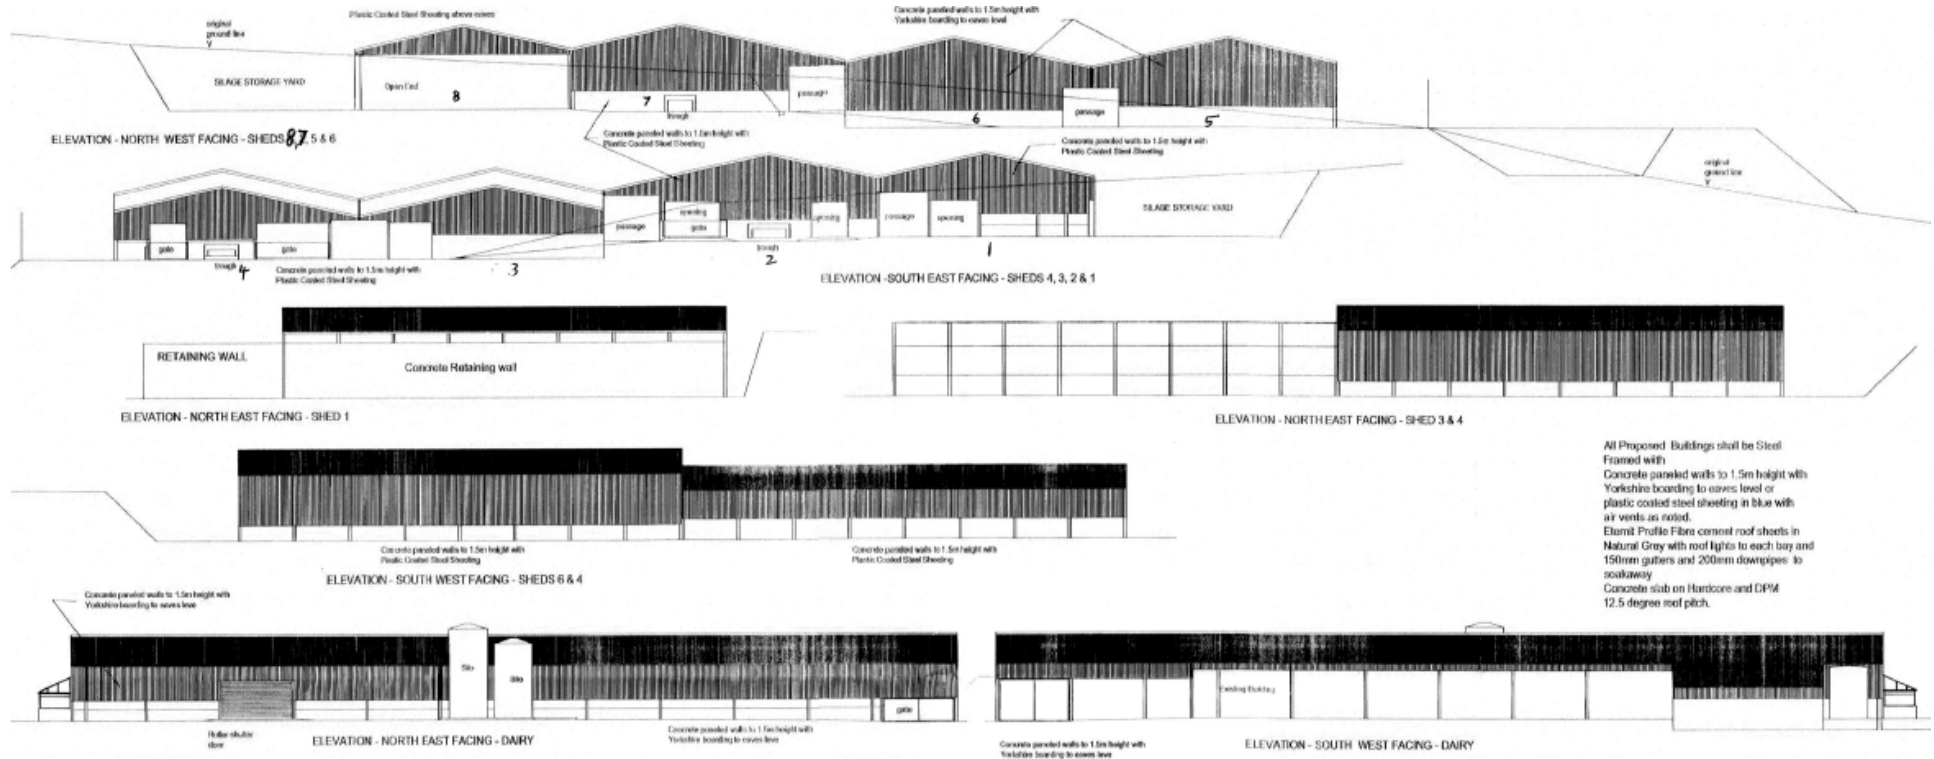 Plastic Coated Steel Sheeting above eaves
Concrete paneled walls to 1.5m height with
Yorkshire boarding to eaves level
original
ground line
SILAGE STORAGE YARD
Open End
8
7
trough
passage
6
passage
5
ELEVATION - NORTH WEST FACING - SHEDS 8,7, 5 & 6
Concrete paneled walls to 1.5m height with
Plastic Coated Steel Sheeting
Concrete paneled walls to 1.5m height with
Plastic Coated Steel Sheeting
original
ground line
gate
trough
4
gate
Concrete paneled walls to 1.5m height with
Plastic Coated Steel Sheeting
3
passage
opening
gate
trough
2
opening
passage
opening
1
SILAGE STORAGE YARD
ELEVATION -SOUTH EAST FACING - SHEDS 4, 3, 2 & 1
RETAINING WALL
Concrete Retaining wall
ELEVATION - NORTH EAST FACING - SHED 1
ELEVATION - NORTH EAST FACING - SHED 3 & 4
Concrete paneled walls to 1.5m height with
Plastic Coated Steel Sheeting
Concrete paneled walls to 1.5m height with
Plastic Coated Steel Sheeting
ELEVATION - SOUTH WEST FACING - SHEDS 6 & 4
All Proposed Buildings shall be Steel
Framed with
Concrete paneled walls to 1.5m height with
Yorkshire boarding to eaves level or
plastic coated steel sheeting in blue with
air vents as noted.
Eternit Profile Fibre cement roof sheets in
Natural Grey with roof lights to each bay and
150mm gutters and 200mm downpipes to
soakaway
Concrete slab on Hardcore and DPM
12.5 degree roof pitch.
Concrete paneled walls to 1.5m height with
Yorkshire boarding to eaves leve
Silo
Silo
gate
Roller shutter
door
ELEVATION - NORTH EAST FACING - DAIRY
Concrete paneled walls to 1.5m height with
Yorkshire boarding to eaves leve
Existing Building
Concrete paneled walls to 1.5m height with
Yorkshire boarding to eaves leve
ELEVATION - SOUTH WEST FACING - DAIRY